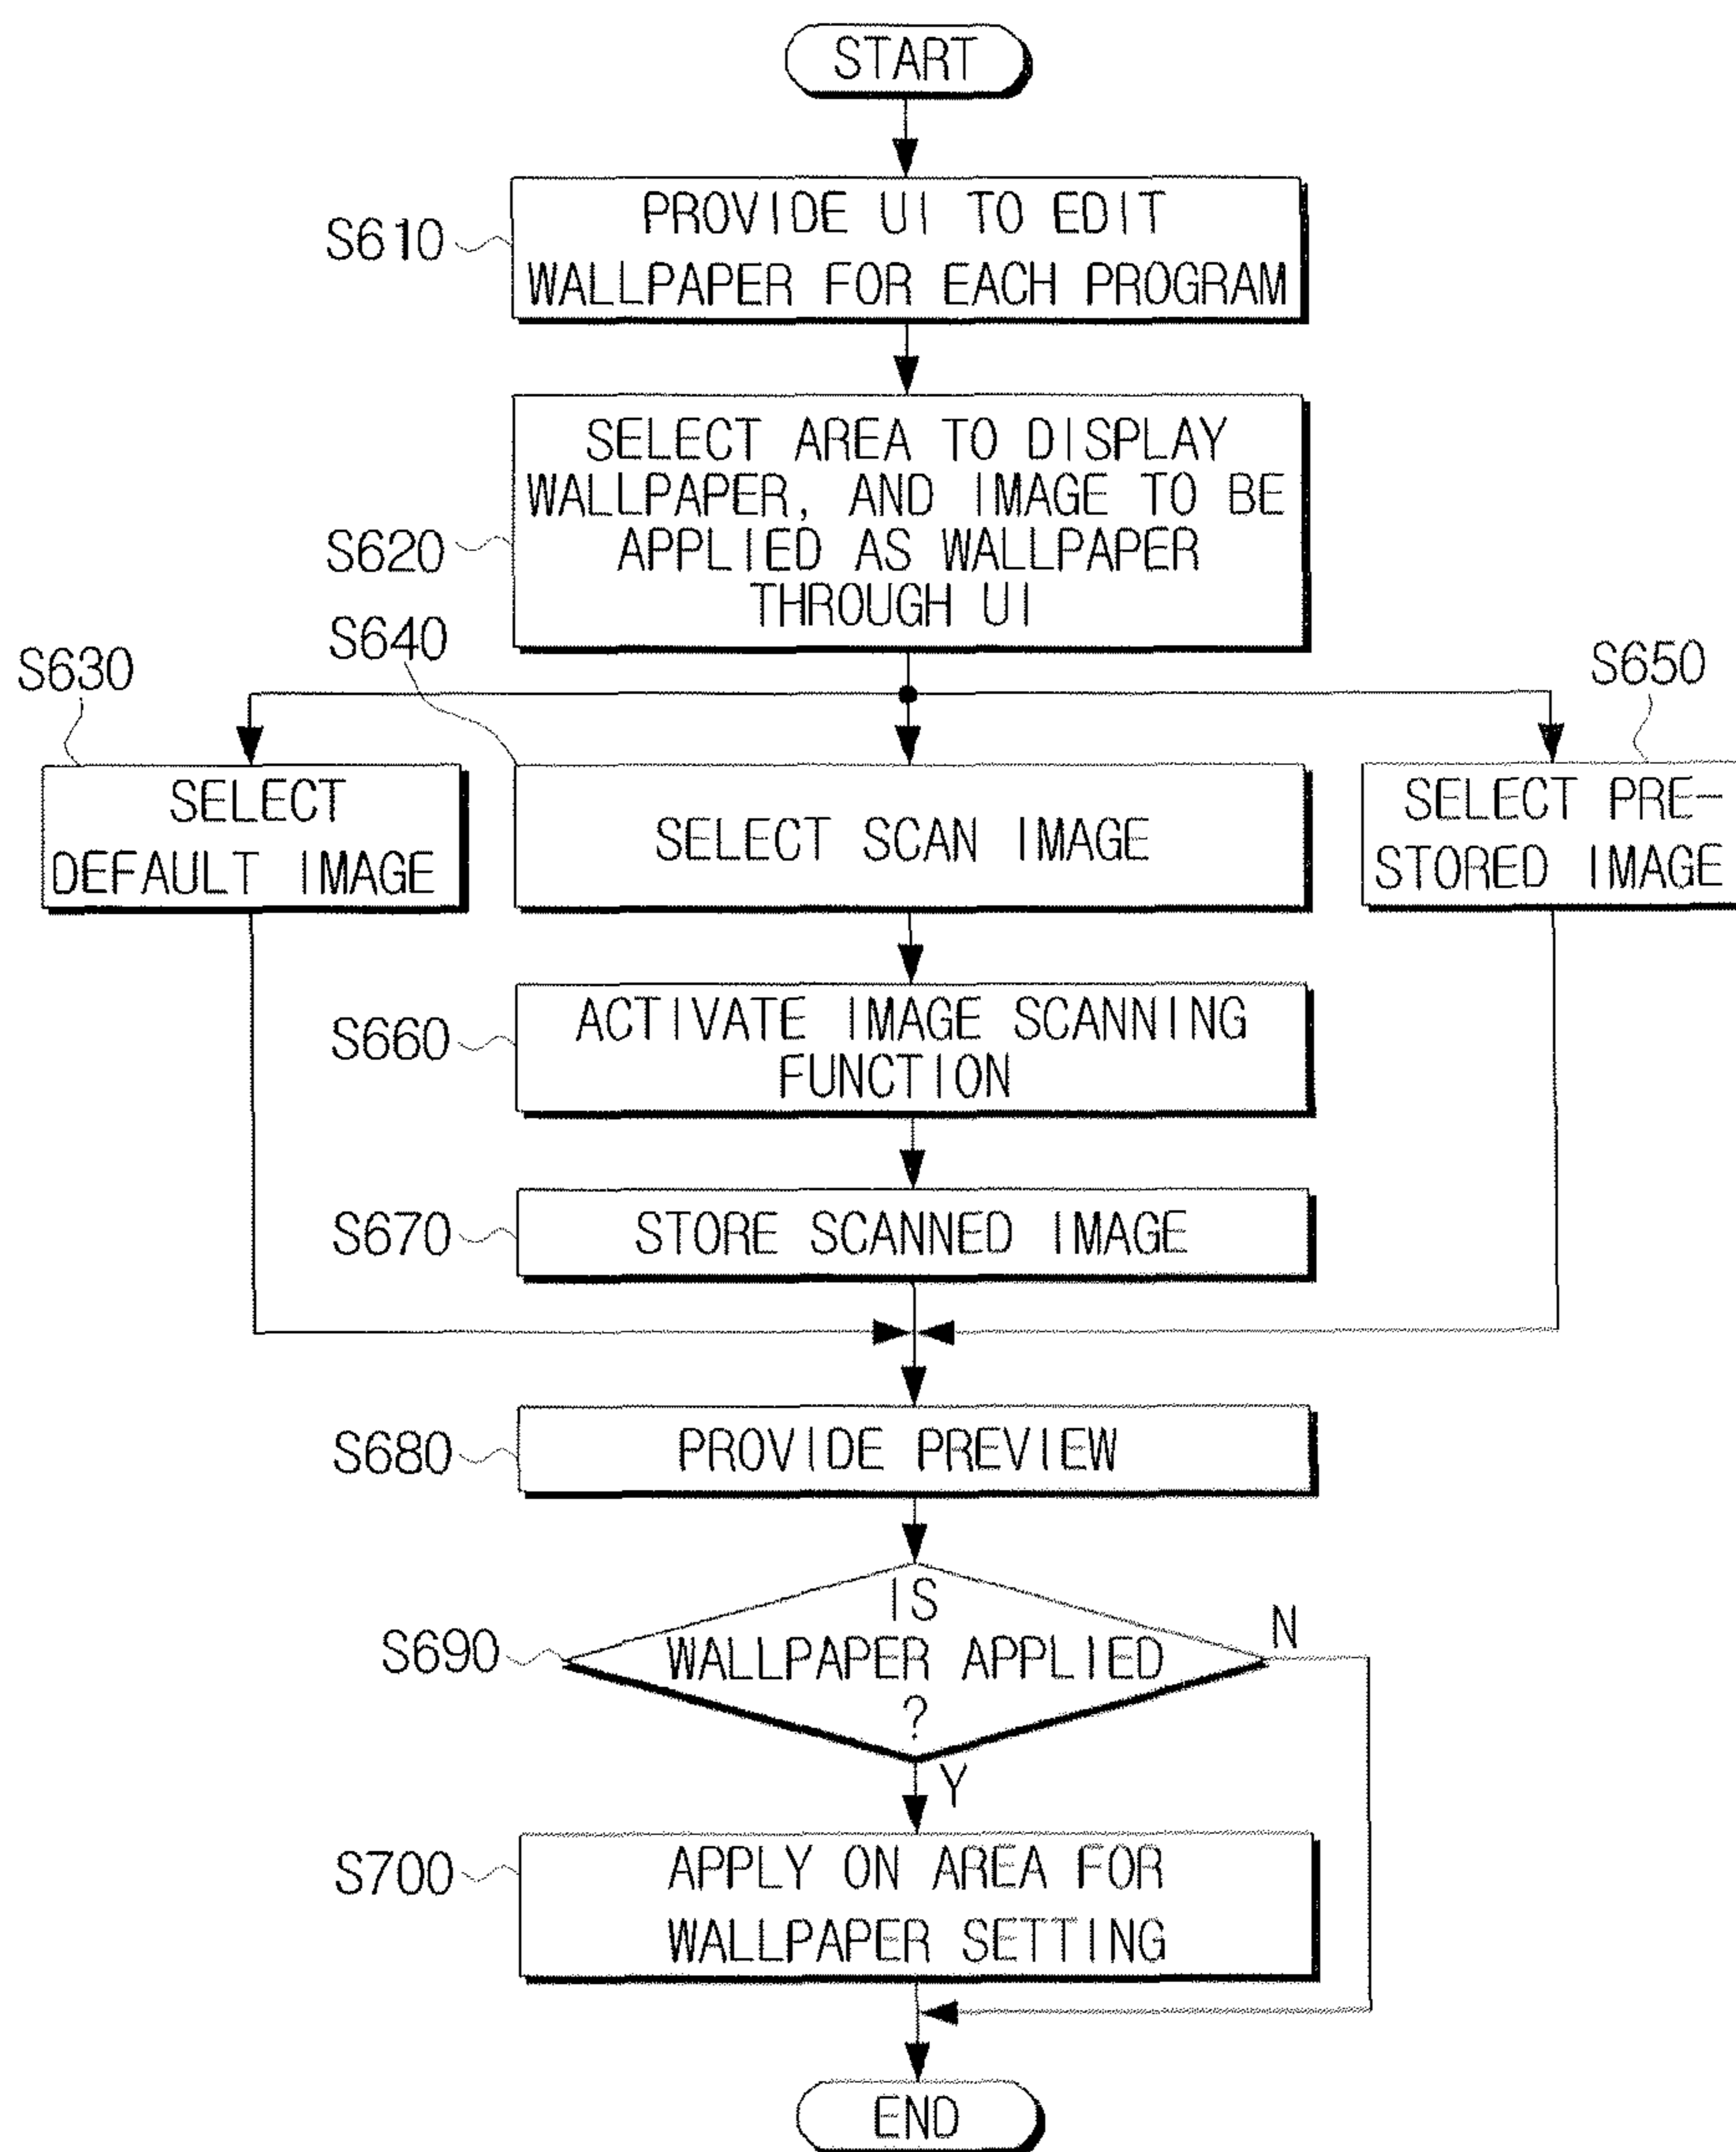 START
S610
PROVIDE UI TO EDIT
WALLPAPER FOR EACH PROGRAM
S620
SELECT AREA TO DISPLAY
WALLPAPER, AND IMAGE TO BE
APPLIED AS WALLPAPER
THROUGH UI
S630
SELECT
DEFAULT IMAGE
S640
SELECT SCAN IMAGE
S650
SELECT PRE-
STORED IMAGE
S660
ACTIVATE IMAGE SCANNING
FUNCTION
S670
STORE SCANNED IMAGE
S680
PROVIDE PREVIEW
S690
IS
WALLPAPER APPLIED
?
N
Y
S700
APPLY ON AREA FOR
WALLPAPER SETTING
END